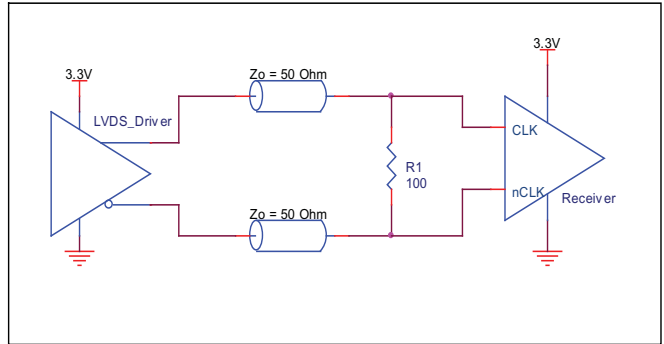 3.3V
LVDS_Driver
Zo = 50 Ohm
Zo = 50 Ohm
R1
100
3.3V
CLK
nCLK
Receiver